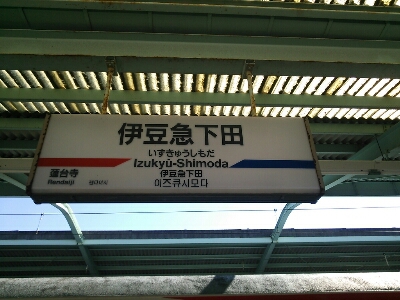 伊豆急下田
いずきゅうしもだ
Izukyū-Shimoda
伊豆急下田
이즈큐시모다
蓮台寺
Rendaiji